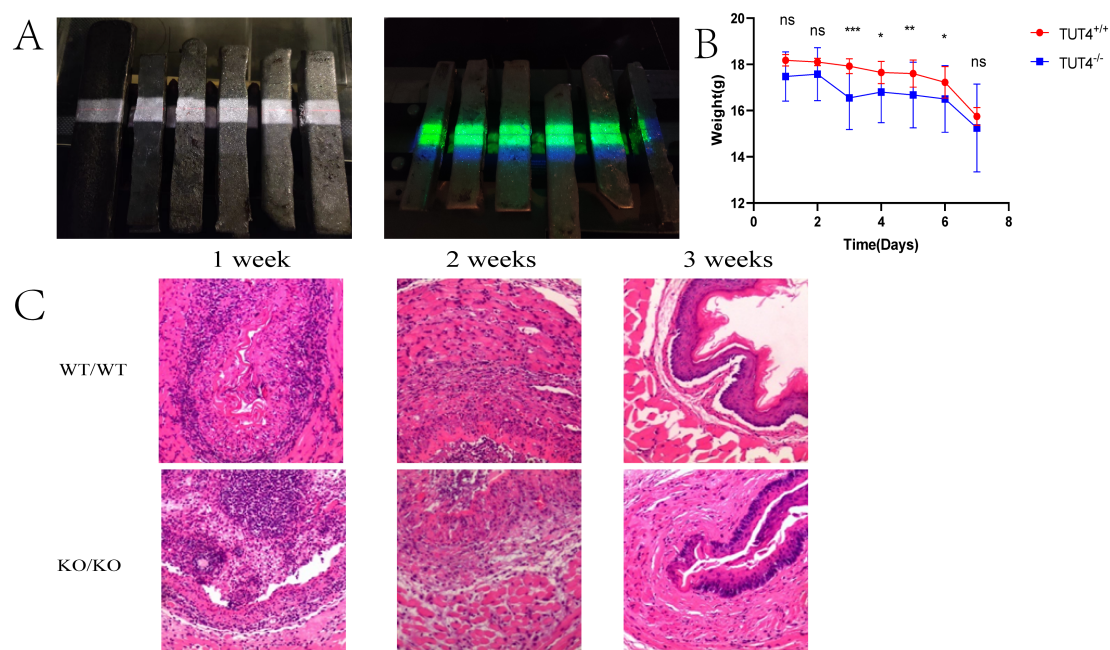 A
B
20
18
16
14
12
Weight(g)
ns
ns
***
*
**
*
ns
TUT4+/+
TUT4-/-
0
2
4
6
8
Time(Days)
1 week
2 weeks
3 weeks
C
WT/WT
KO/KO